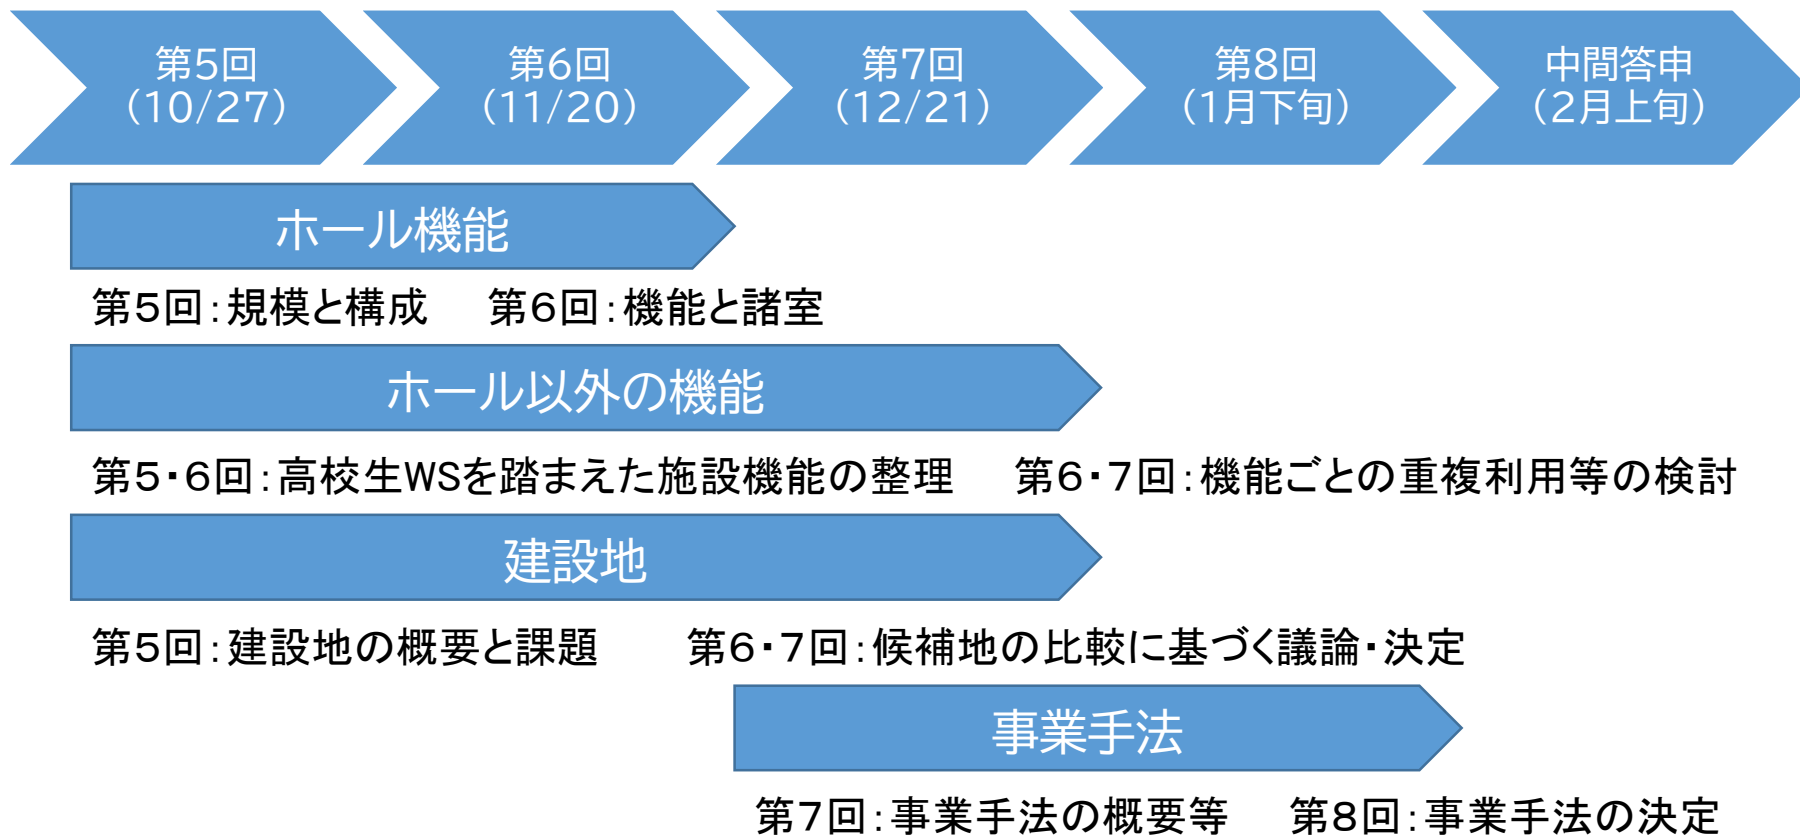 第5回
（10/27）
第6回
（11/20）
第7回
（12/21）
第8回
（1月下旬）
中間答申
（2月上旬）
ホール機能
第5回：規模と構成　第6回：機能と諸室
ホール以外の機能
第5・6回：高校生WSを踏まえた施設機能の整理　第6・7回：機能ごとの重複利用等の検討
建設地
第5回：建設地の概要と課題　第6・7回：候補地の比較に基づく議論・決定
事業手法
第7回：事業手法の概要等　第8回：事業手法の決定